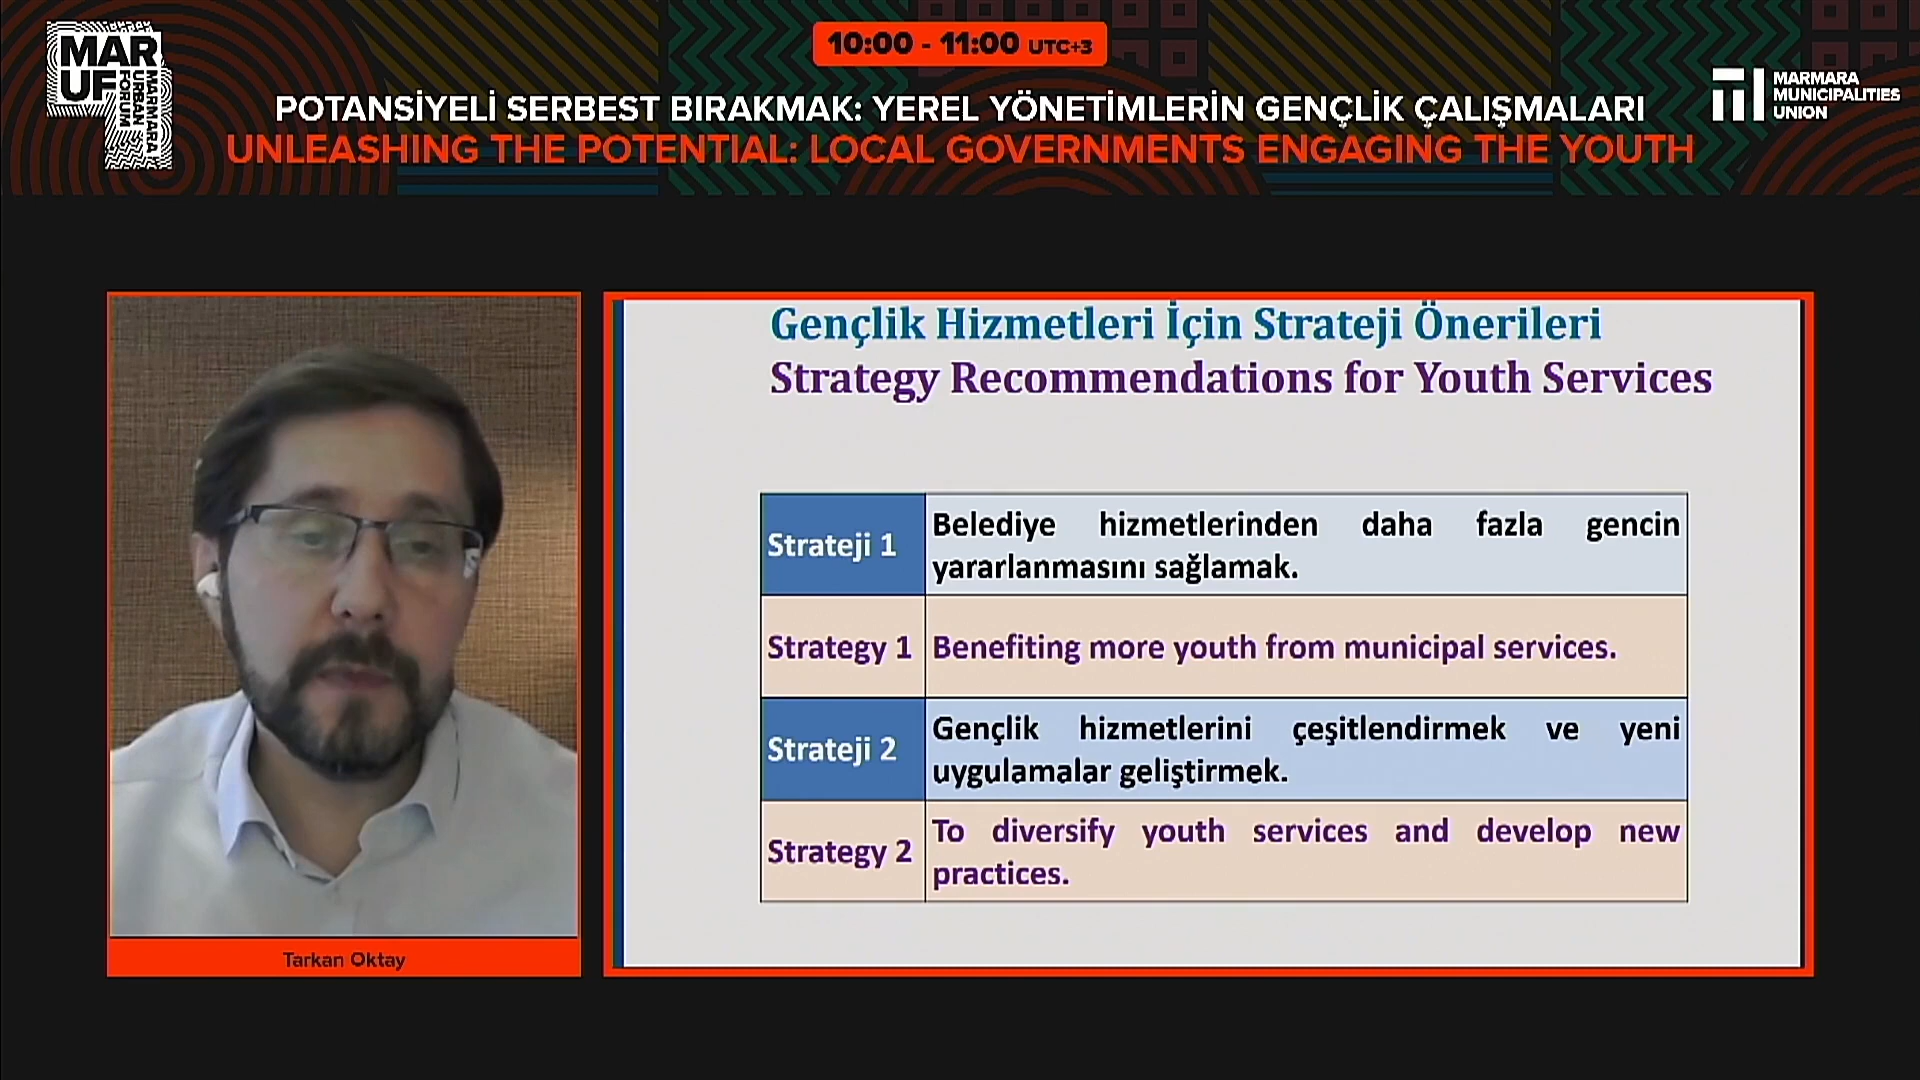 MAR
UF
MARMARA
URBAN
FORUM
10:00 - 11:00 UTC+3
POTANSİYELİ SERBEST BIRAKMAK: YEREL YÖNETİMLERİN GENÇLİK ÇALIŞMALARI
UNLEASHING THE POTENTIAL: LOCAL GOVERNMENTS ENGAGING THE YOUTH
MARMARA
MUNICIPALITIES
UNION
Tarkan Oktay
Gençlik Hizmetleri İçin Strateji Önerileri
Strategy Recommendations for Youth Services
Strateji 1
Belediye hizmetlerinden daha fazla gencin
yararlanmasını sağlamak.
Strategy 1
Benefiting more youth from municipal services.
Strateji 2
Gençlik hizmetlerini çeşitlendirmek ve yeni
uygulamalar geliştirmek.
Strategy 2
To diversify youth services and develop new
practices.